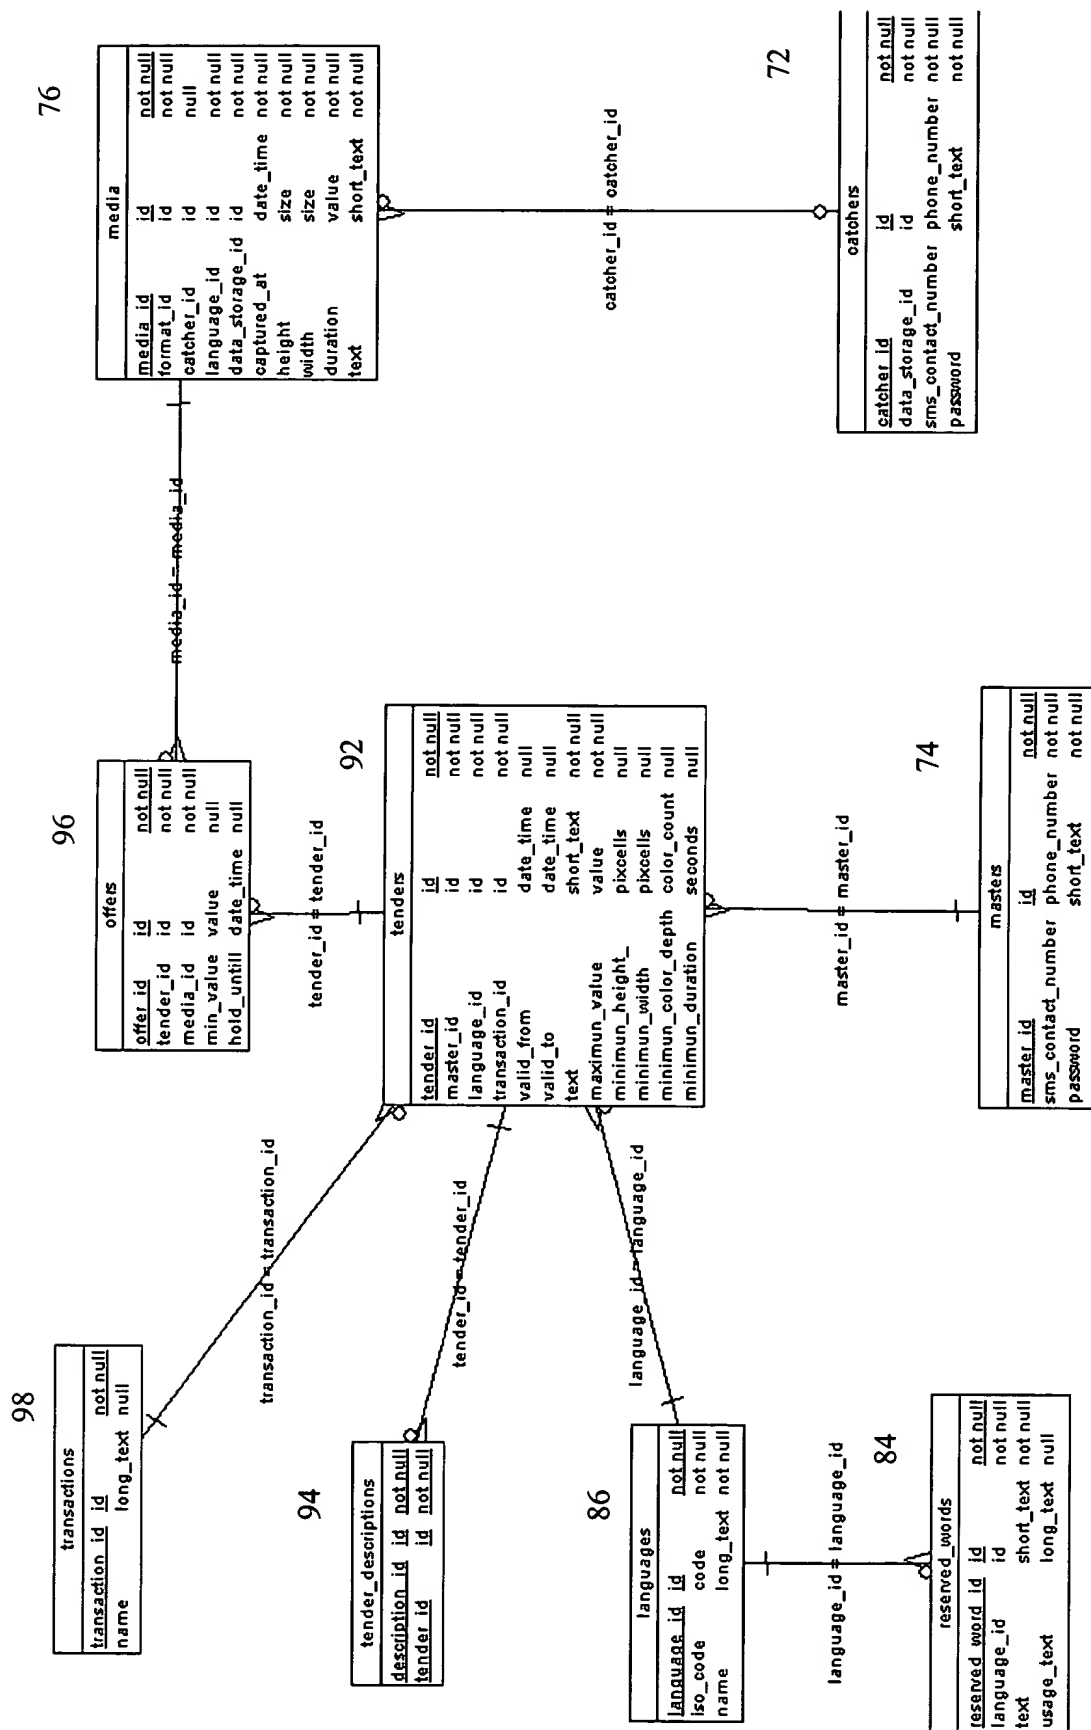 98
transactions
transaction_id id not null
name long_text null
transaction_id = transaction_id
96
offers
offer_id id not null
tender_id id not null
media_id id not null
min_value value null
hold_untill date_time null
media_id = media_id
76
media
media_id id not null
format_id id not null
catcher_id id null
language_id id not null
data_storage_id id not null
captured_at date_time not null
height size not null
width size not null
duration value not null
text short_text not null
tender_id = tender_id
94
tender_descriptions
description_id id not null
tender_id id not null
tender_id = tender_id
92
tenders
tender_id id not null
master_id id not null
language_id id not null
transaction_id id not null
valid_from date_time null
valid_to date_time null
text short_text not null
maximun_value value not null
minimun_height_ pixcells null
minimun_width pixcells null
minimun_color_depth color_count null
minimun_duration seconds null
catcher_id = catcher_id
86
languages
language_id id not null
iso_code code not null
name long_text not null
language_id = language_id
72
catchers
catcher_id id not null
data_storage_id id not null
sms_contact_number phone_number not null
password short_text not null
language_id = language_id
master_id = master_id
84
reserved_words
reserved_word_id id not null
language_id id not null
text short_text not null
usage_text long_text null
74
masters
master_id id not null
sms_contact_number phone_number not null
password short_text not null